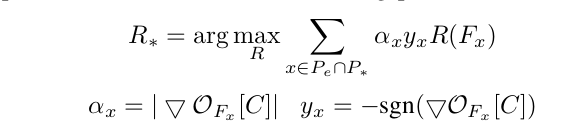 R_* = arg max_R ∑_{x∈P_e∩P_*} α_x y_x R(F_x)
α_x = | ▽ O_{F_x}[C]|   y_x = −sgn(▽O_{F_x}[C])